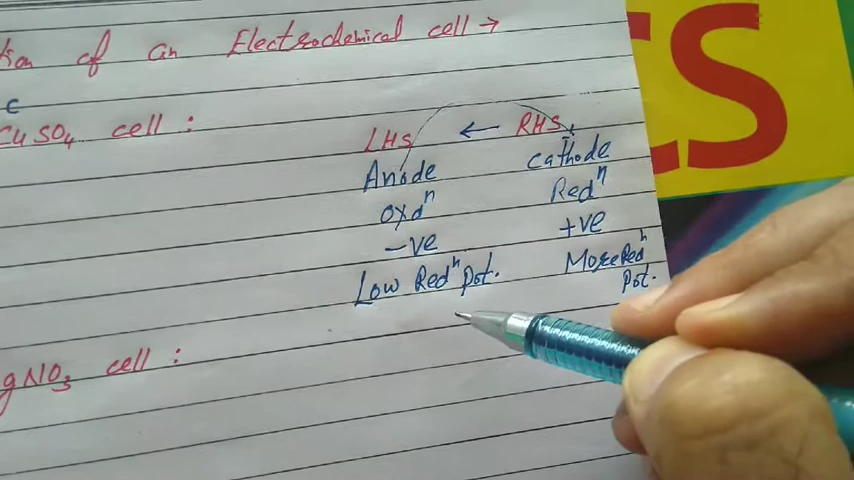 of an Electrochemical cell →
c
CuSO4 cell :
LHS ← RHS
Anode Cathode
oxdⁿ Redⁿ
-ve +ve
Low Redⁿ pot. More Redⁿ
pot.
gNO3 cell :
CS